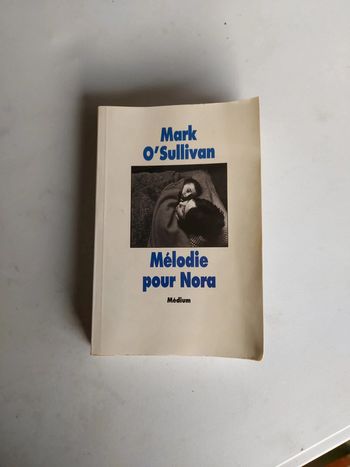 Mark
O'Sullivan
Mélodie
pour Nora
Médium